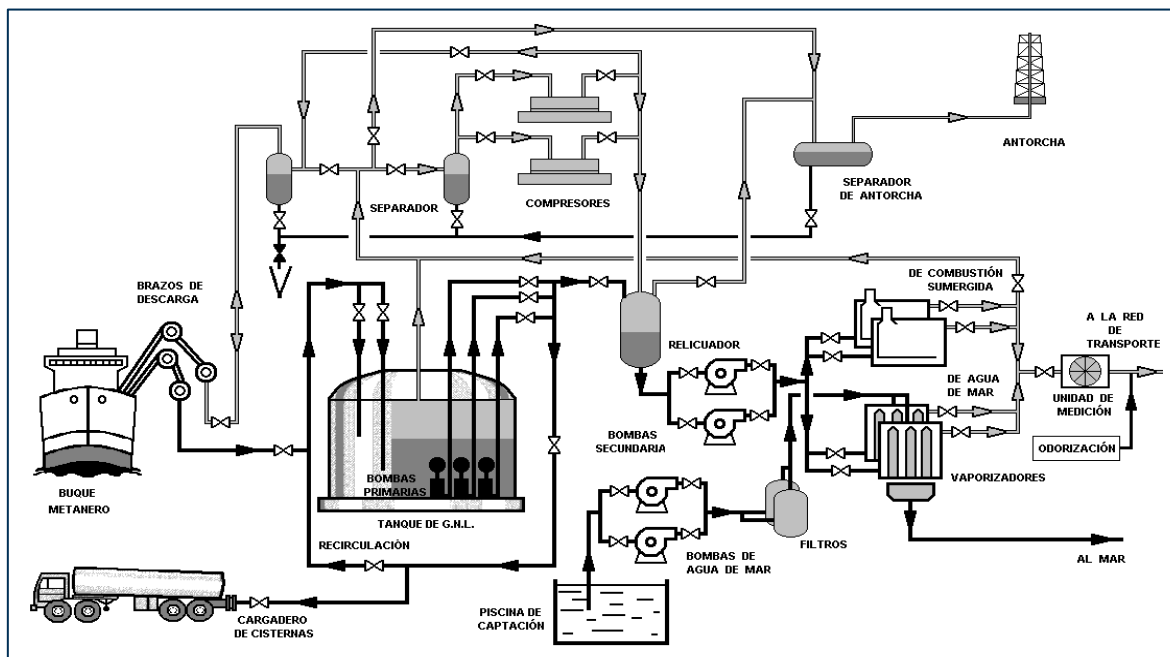 ANTORCHA
SEPARADOR
DE ANTORCHA
SEPARADOR
COMPRESORES
BRAZOS DE
DESCARGA
DE COMBUSTIÓN
SUMERGIDA
A LA RED
DE
TRANSPORTE
RELICUADOR
DE AGUA
DE MAR
UNIDAD
DE MEDICIÓN
BOMBAS
SECUNDARIA
ODORIZACIÓN
BUQUE
METANERO
BOMBAS
PRIMARIAS
VAPORIZADORES
TANQUE DE G.N.L.
RECIRCULACIÓN
FILTROS
BOMBAS DE
AGUA DE MAR
AL MAR
PISCINA DE
CAPTACIÓN
CARGADERO
DE CISTERNAS